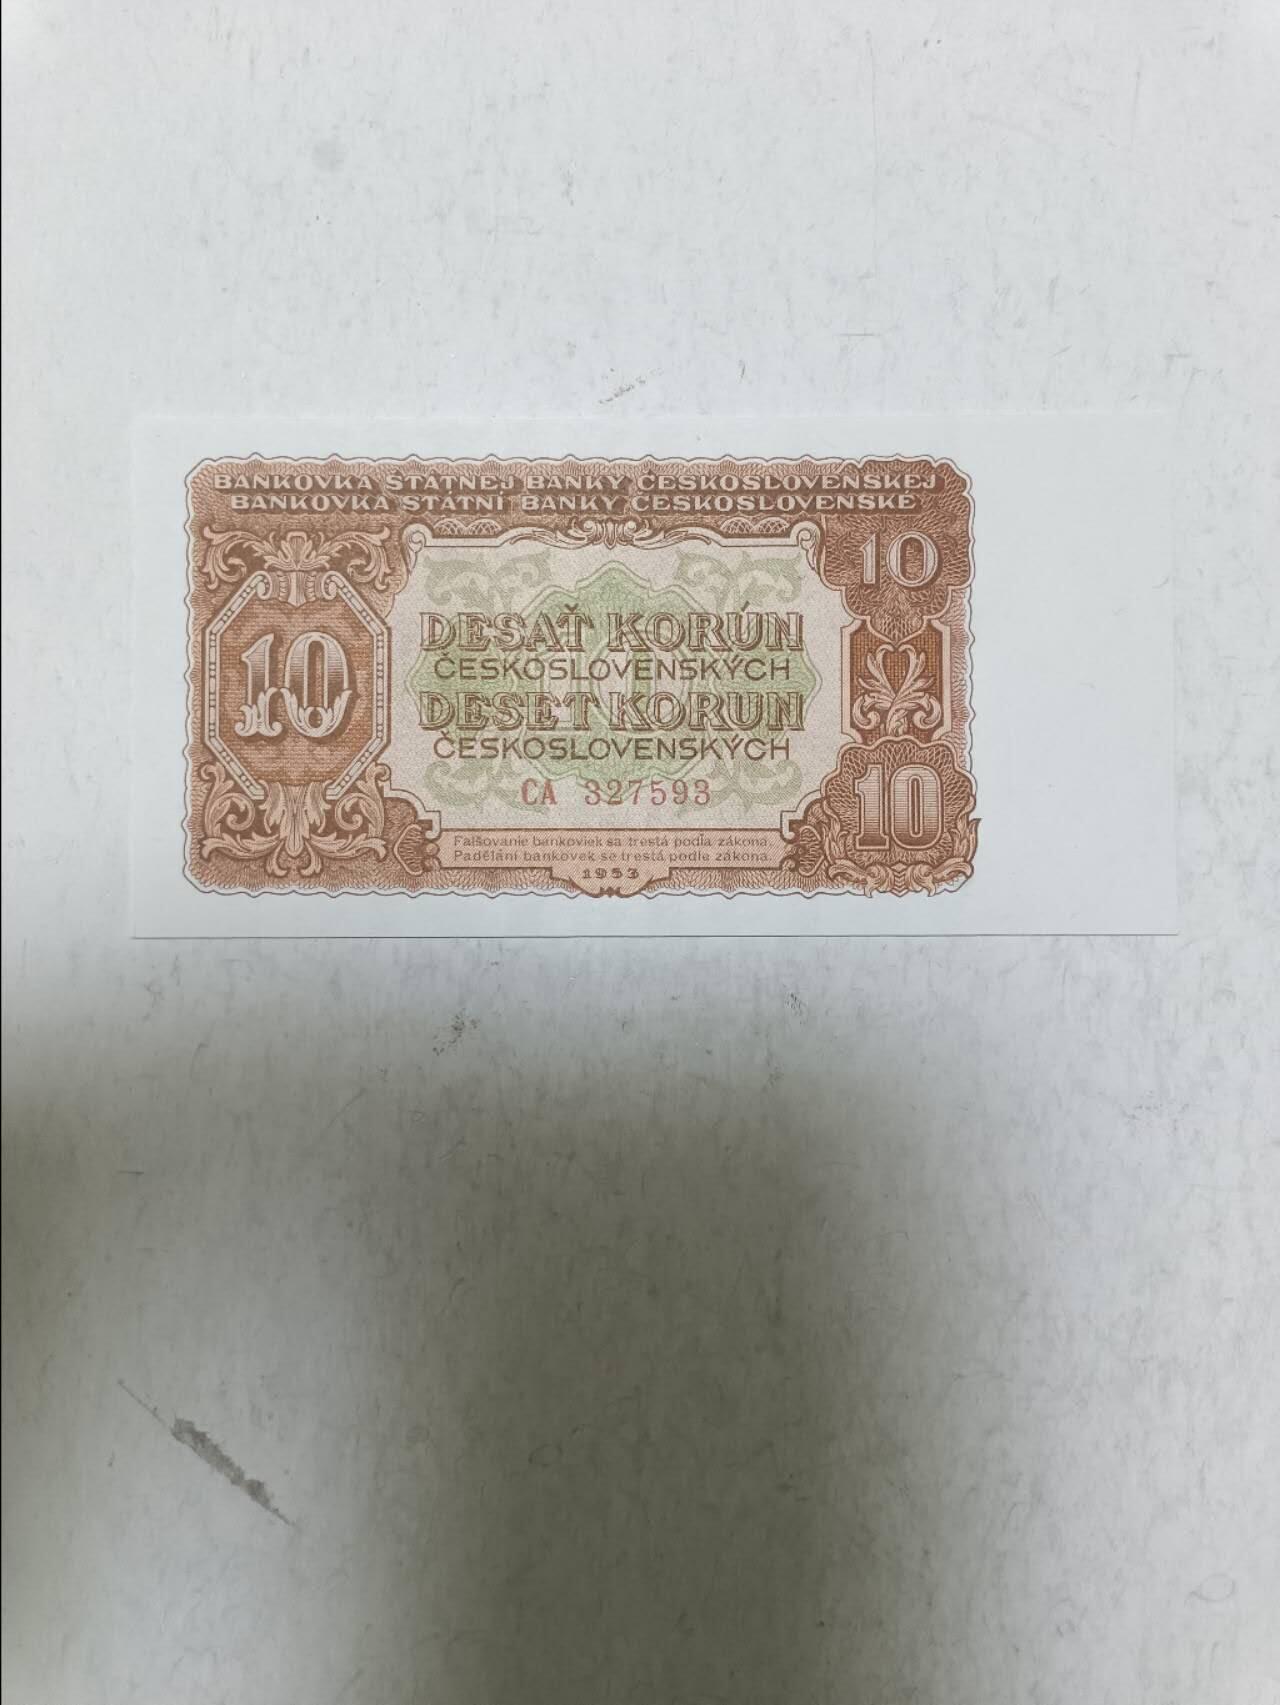 BANKOVKA ŠTÁTNEJ BANKY ČESKOSLOVENSKEJ
BANKOVKA STÁTNÍ BANKY ČESKOSLOVENSKÉ
10
10
DESAŤ KORÚN
ČESKOSLOVENSKÝCH
DESET KORUN
ČESKOSLOVENSKÝCH
CA 327593
10
Falšovanie bankoviek sa trestá podľa zákona.
Padělání bankovek se trestá podle zákona.
1953